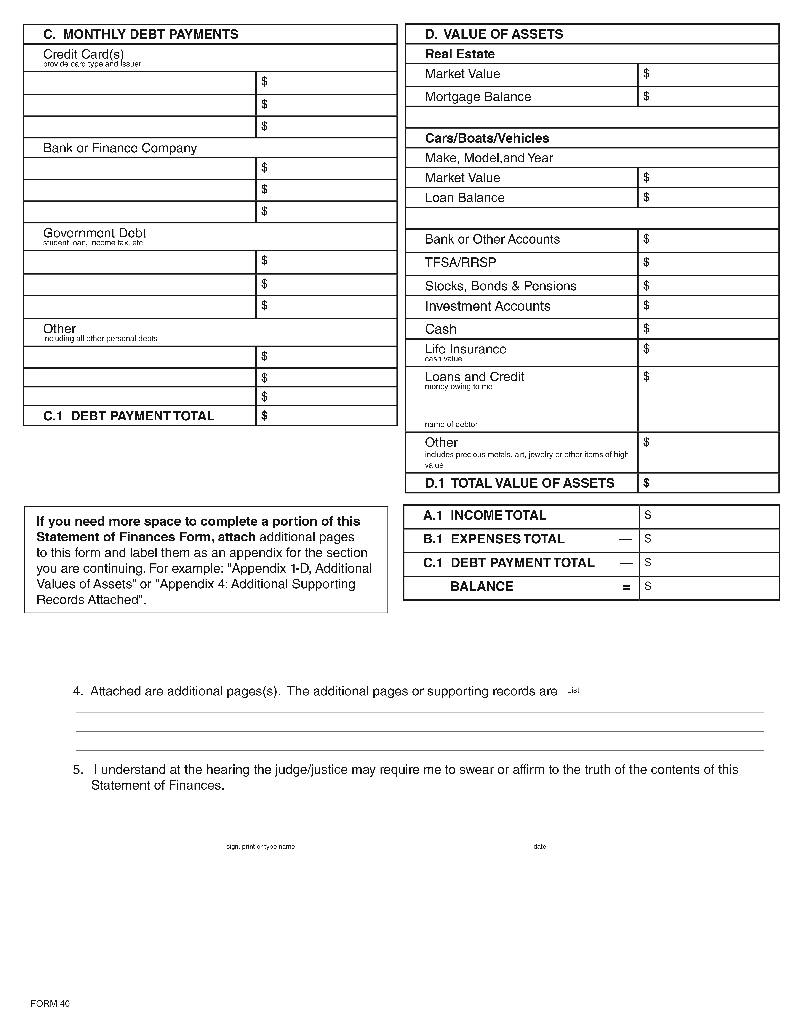 C. MONTHLY DEBT PAYMENTS
Credit Card(s)
provide card type and issuer
$
$
$
Bank or Finance Company
$
$
$
Government Debt
student loan, income tax, etc
$
$
$
Other
including all other personal debts
$
$
$
C.1 DEBT PAYMENT TOTAL $
D. VALUE OF ASSETS
Real Estate
Market Value $
Mortgage Balance $
Cars/Boats/Vehicles
Make, Model,and Year
Market Value $
Loan Balance $
Bank or Other Accounts $
TFSA/RRSP $
Stocks, Bonds & Pensions $
Investment Accounts $
Cash $
Life Insurance $
cash value
Loans and Credit $
money owing to me
name of debtor
Other $
includes precious metals, art, jewelry or other items of high
value
D.1 TOTAL VALUE OF ASSETS $
If you need more space to complete a portion of this
Statement of Finances Form, attach additional pages
to this form and label them as an appendix for the section
you are continuing. For example: "Appendix 1-D, Additional
Values of Assets" or "Appendix 4: Additional Supporting
Records Attached".
A.1 INCOME TOTAL $
B.1 EXPENSES TOTAL — $
C.1 DEBT PAYMENT TOTAL — $
BALANCE = $
4. Attached are additional pages(s). The additional pages or supporting records are List
5. I understand at the hearing the judge/justice may require me to swear or affirm to the truth of the contents of this
Statement of Finances.
sign, print or type name date
FORM 40